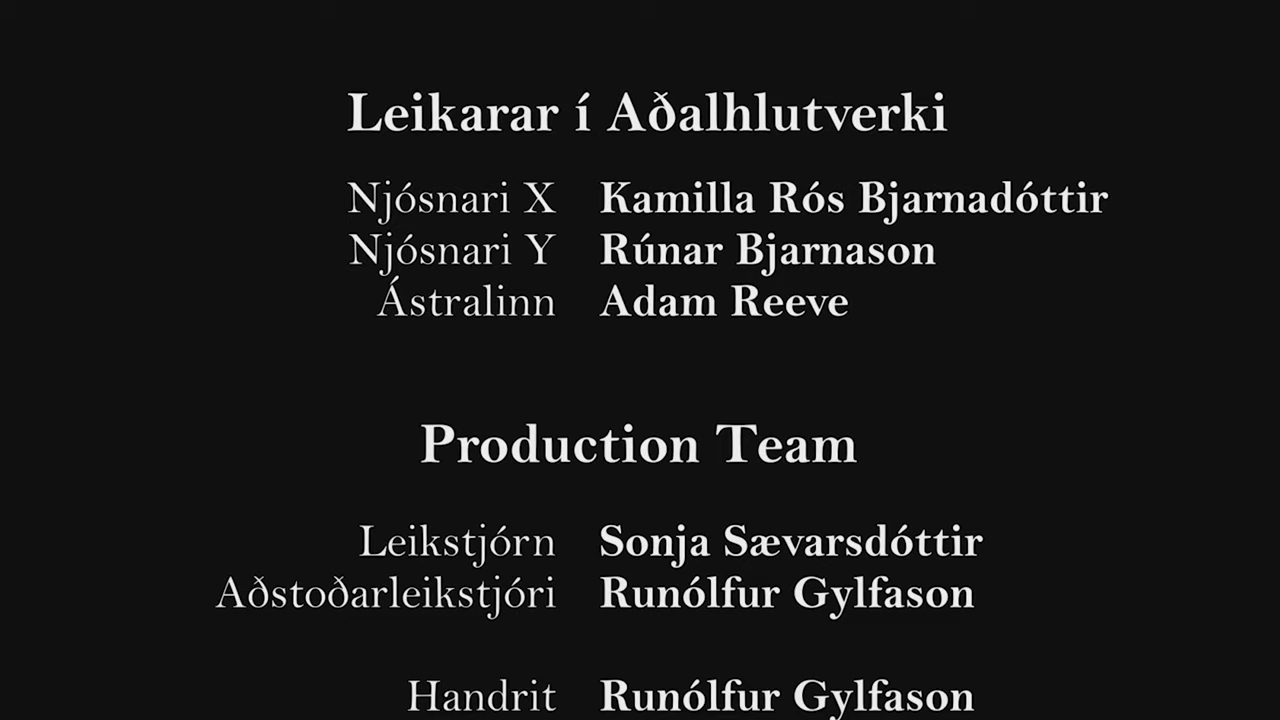 Leikarar í Aðalhlutverki
Njósnari X Kamilla Rós Bjarnadóttir
Njósnari Y Rúnar Bjarnason
Ástralinn Adam Reeve
Production Team
Leikstjórn Sonja Sævarsdóttir
Aðstoðarleikstjóri Runólfur Gylfason
Handrit Runólfur Gylfason